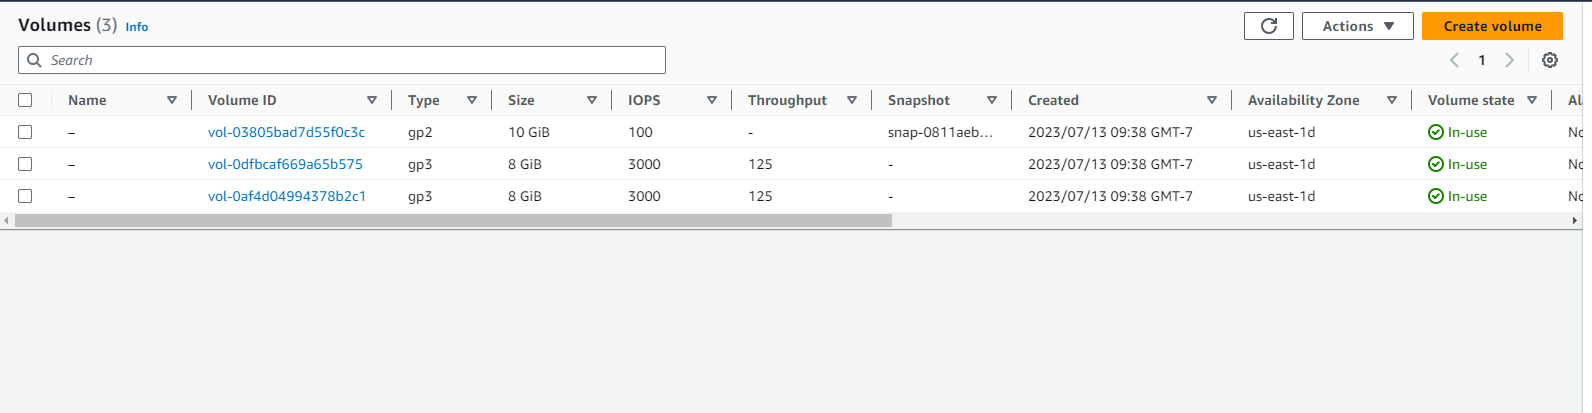 Volumes (3) Info
Actions
Create volume
Search
1
Name Volume ID Type Size IOPS Throughput Snapshot Created Availability Zone Volume state Al
– vol-03805bad7d55f0c3c gp2 10 GiB 100 - snap-0811aeb... 2023/07/13 09:38 GMT-7 us-east-1d In-use No
– vol-0dfbcaf669a65b575 gp3 8 GiB 3000 125 - 2023/07/13 09:38 GMT-7 us-east-1d In-use No
– vol-0af4d04994378b2c1 gp3 8 GiB 3000 125 - 2023/07/13 09:38 GMT-7 us-east-1d In-use No